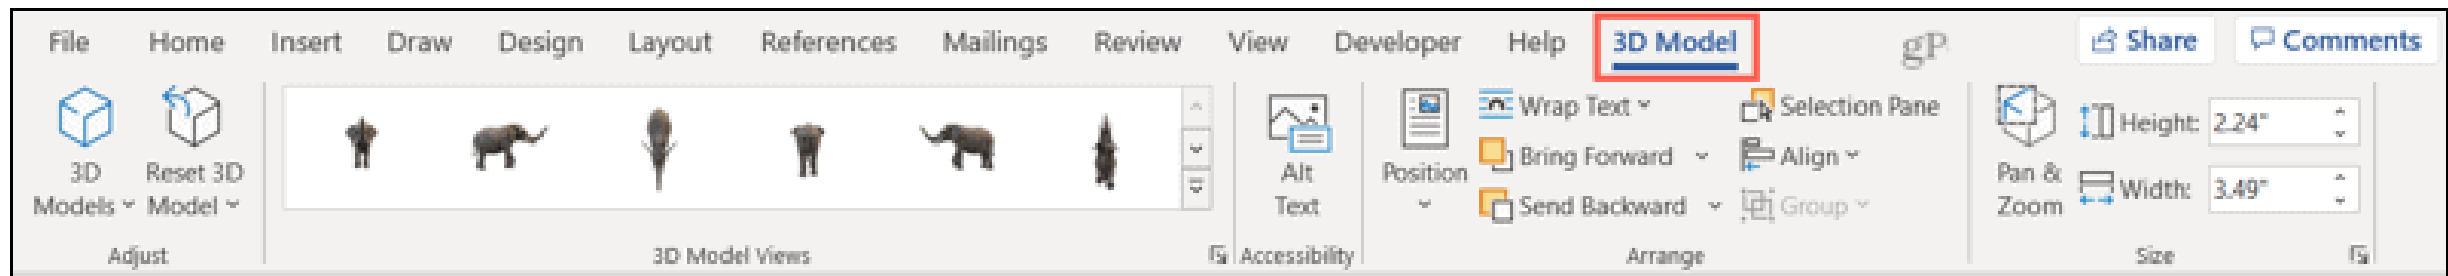 File Home Insert Draw Design Layout References Mailings Review View Developer Help 3D Model gP Share Comments
3D Models Reset 3D Model
Adjust
3D Model Views
Alt Text
Accessibility
Position
Wrap Text
Bring Forward
Send Backward
Selection Pane
Align
Group
Arrange
Pan & Zoom
Height: 2.24"
Width: 3.49"
Size